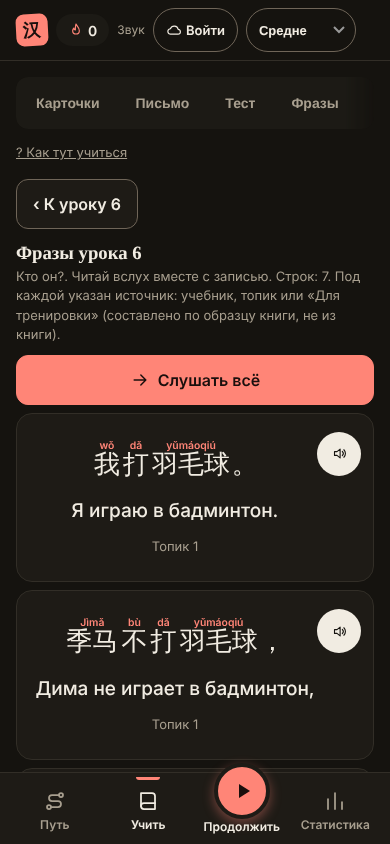 汉 0 Звук Войти Средне
Карточки Письмо Тест Фразы
? Как тут учиться
‹ К уроку 6
Фразы урока 6
Кто он?. Читай вслух вместе с записью. Строк: 7. Под
каждой указан источник: учебник, топик или «Для
тренировки» (составлено по образцу книги, не из
книги).
→ Слушать всё
wǒ dǎ yǔmáoqiú
我打羽毛球。
Я играю в бадминтон.
Топик 1
Jìmǎ bù dǎ yǔmáoqiú
季马不打羽毛球，
Дима не играет в бадминтон,
Топик 1
Путь Учить Продолжить Статистика